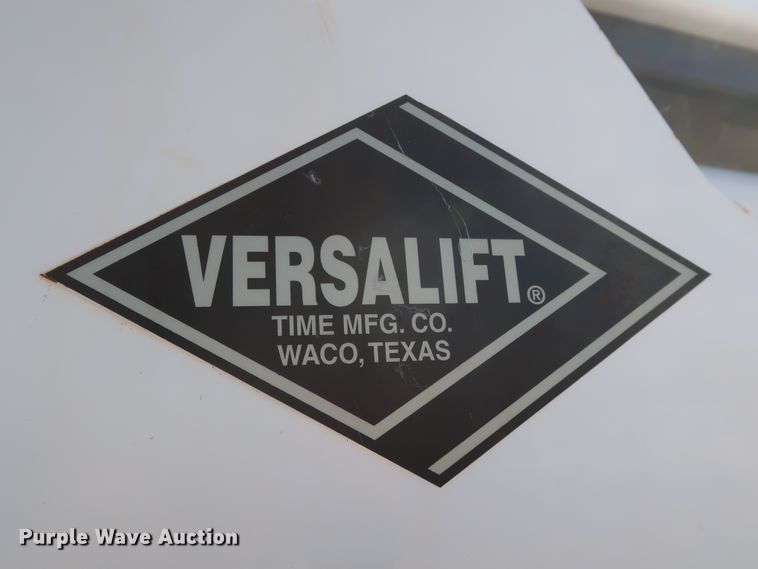 VERSALIFT®
TIME MFG. CO.
WACO, TEXAS
Purple Wave Auction